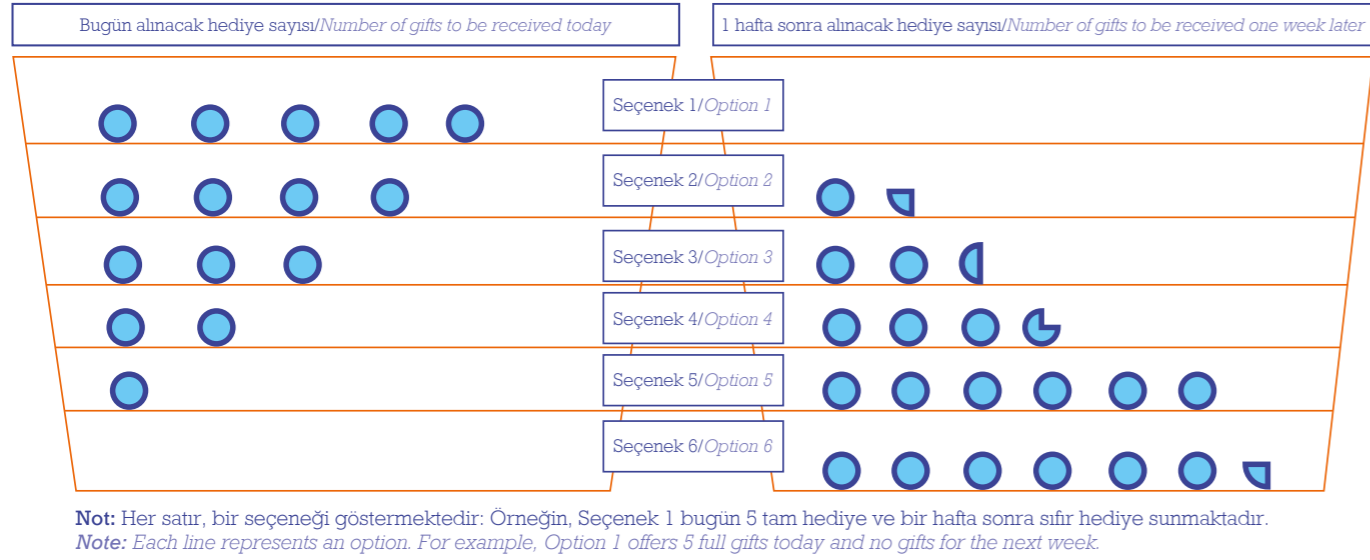 Bugün alınacak hediye sayısı/Number of gifts to be received today
1 hafta sonra alınacak hediye sayısı/Number of gifts to be received one week later
Seçenek 1/Option 1
Seçenek 2/Option 2
Seçenek 3/Option 3
Seçenek 4/Option 4
Seçenek 5/Option 5
Seçenek 6/Option 6
Not: Her satır, bir seçeneği göstermektedir: Örneğin, Seçenek 1 bugün 5 tam hediye ve bir hafta sonra sıfır hediye sunmaktadır.
Note: Each line represents an option. For example, Option 1 offers 5 full gifts today and no gifts for the next week.